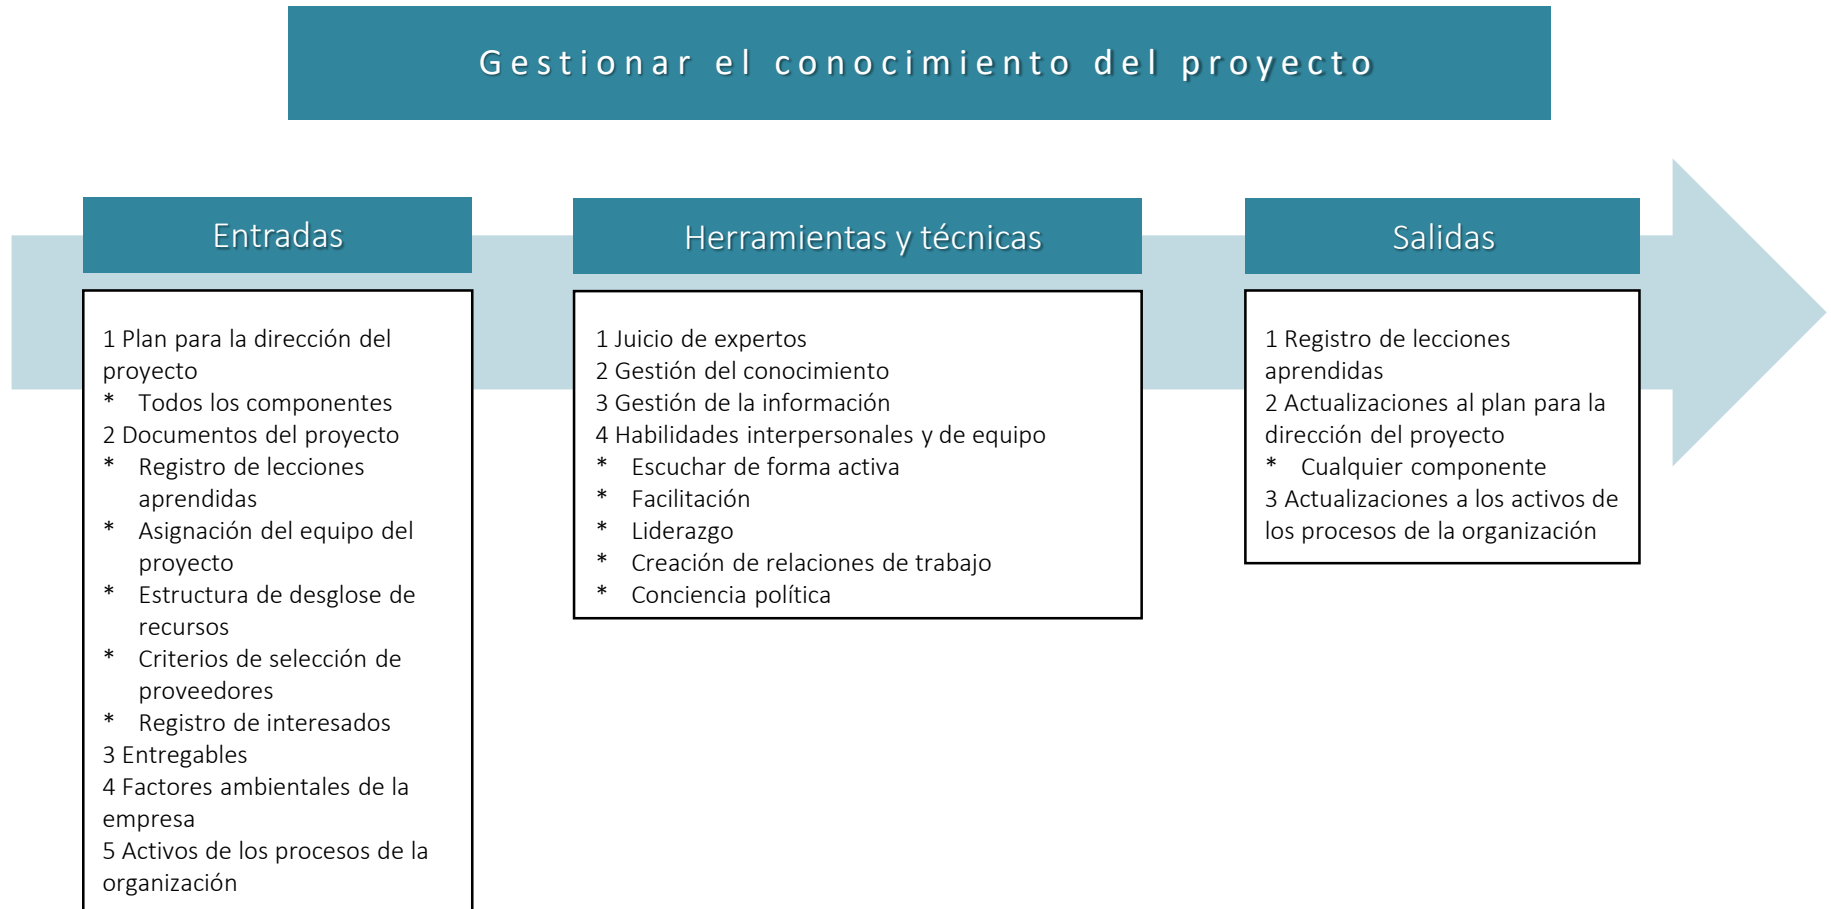 Gestionar el conocimiento del proyecto
Entradas
1 Plan para la dirección del
proyecto
* Todos los componentes
2 Documentos del proyecto
* Registro de lecciones
aprendidas
* Asignación del equipo del
proyecto
* Estructura de desglose de
recursos
* Criterios de selección de
proveedores
* Registro de interesados
3 Entregables
4 Factores ambientales de la
empresa
5 Activos de los procesos de la
organización
Herramientas y técnicas
1 Juicio de expertos
2 Gestión del conocimiento
3 Gestión de la información
4 Habilidades interpersonales y de equipo
* Escuchar de forma activa
* Facilitación
* Liderazgo
* Creación de relaciones de trabajo
* Conciencia política
Salidas
1 Registro de lecciones
aprendidas
2 Actualizaciones al plan para la
dirección del proyecto
* Cualquier componente
3 Actualizaciones a los activos de
los procesos de la organización